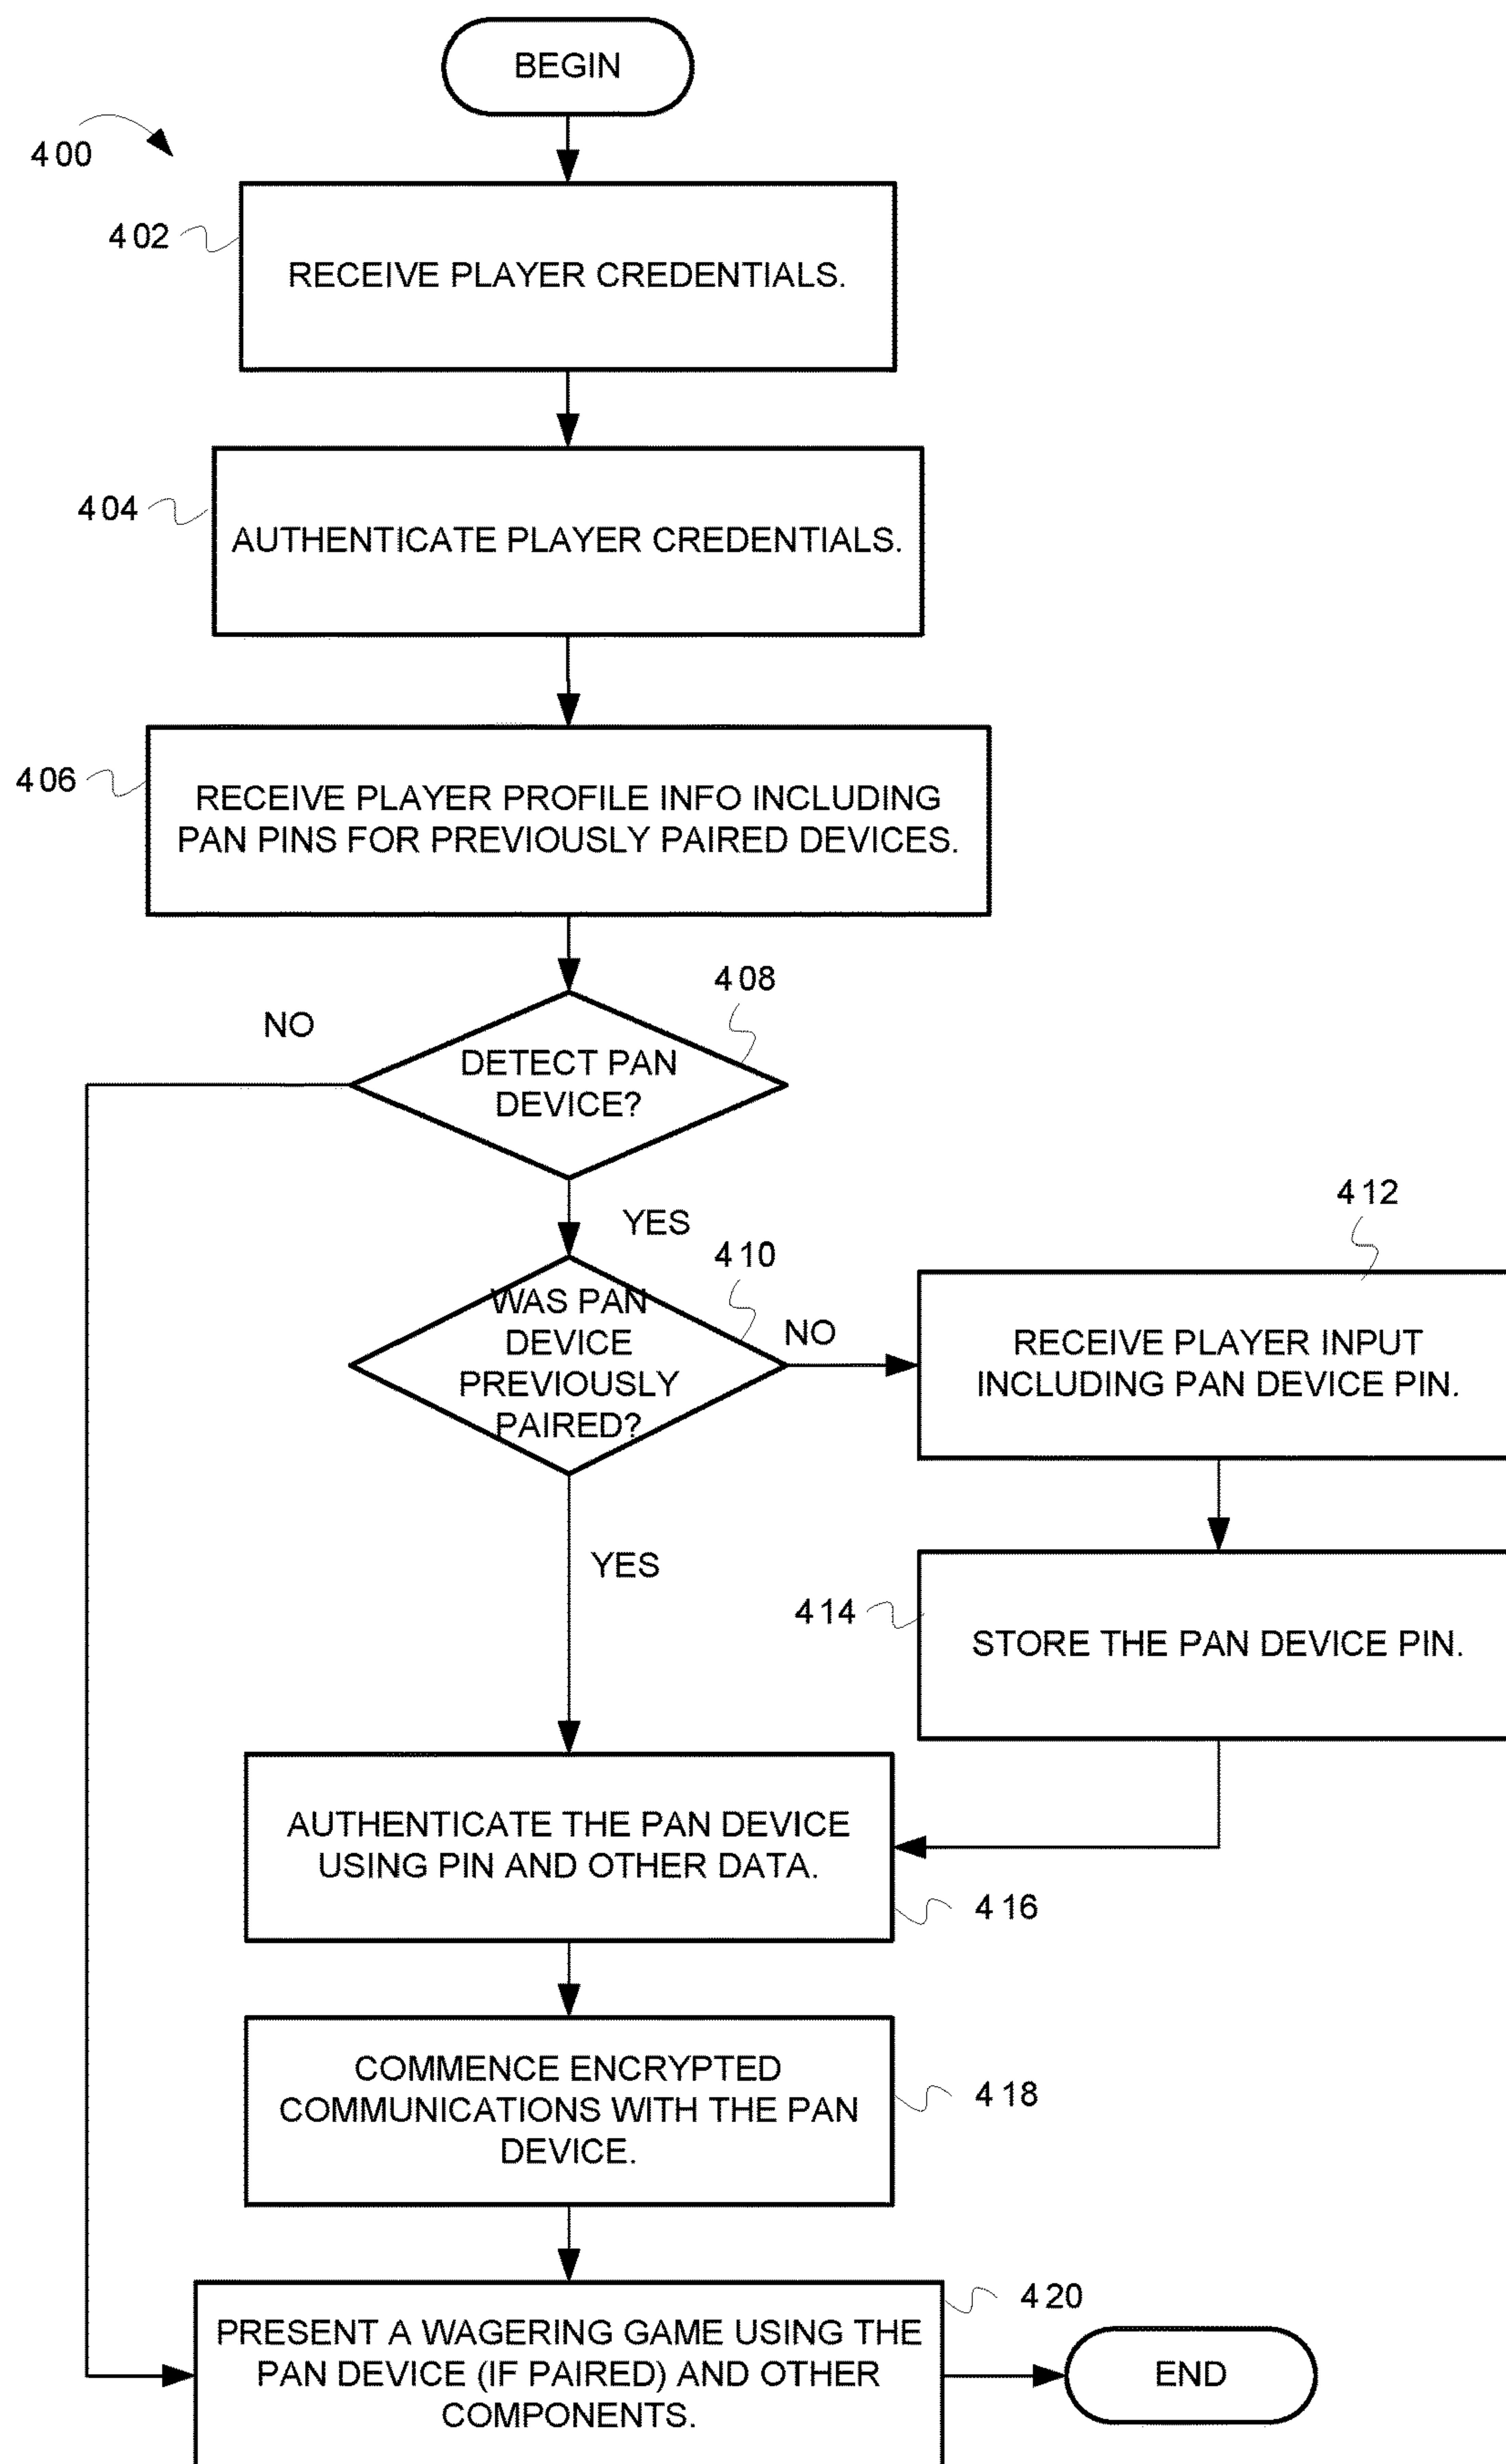 BEGIN
400
402
RECEIVE PLAYER CREDENTIALS.
404
AUTHENTICATE PLAYER CREDENTIALS.
406
RECEIVE PLAYER PROFILE INFO INCLUDING
PAN PINS FOR PREVIOUSLY PAIRED DEVICES.
408
NO
DETECT PAN
DEVICE?
YES
410
WAS PAN
DEVICE
PREVIOUSLY
PAIRED?
NO
412
RECEIVE PLAYER INPUT
INCLUDING PAN DEVICE PIN.
YES
414
STORE THE PAN DEVICE PIN.
AUTHENTICATE THE PAN DEVICE
USING PIN AND OTHER DATA.
416
COMMENCE ENCRYPTED
COMMUNICATIONS WITH THE PAN
DEVICE.
418
420
PRESENT A WAGERING GAME USING THE
PAN DEVICE (IF PAIRED) AND OTHER
COMPONENTS.
END